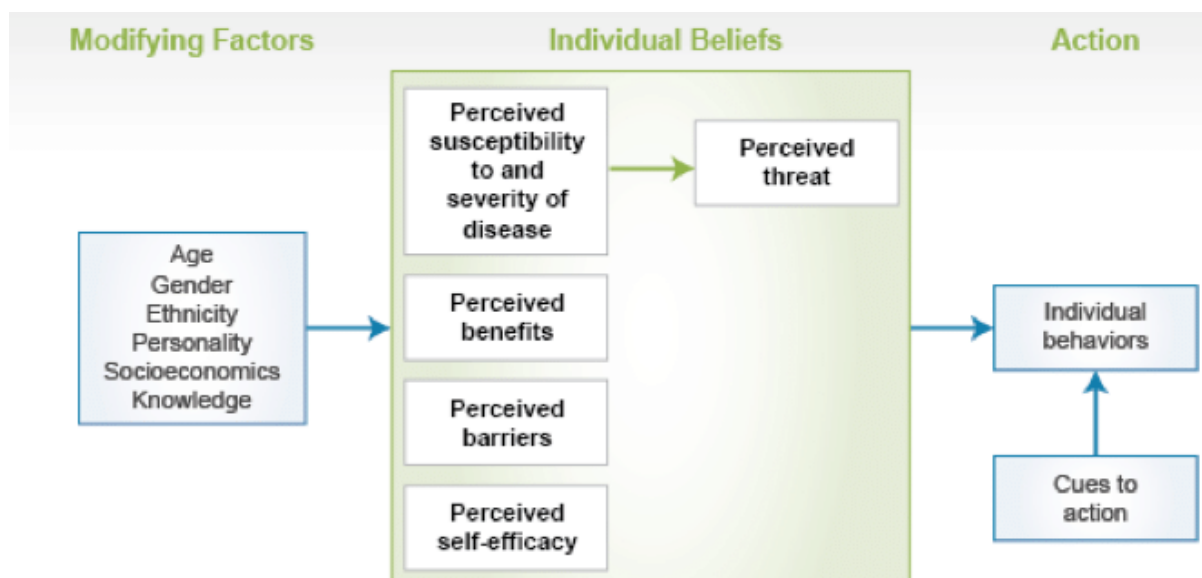 Modifying Factors
Individual Beliefs
Action
Age
Gender
Ethnicity
Personality
Socioeconomics
Knowledge
Perceived
susceptibility
to and
severity of
disease
Perceived
threat
Perceived
benefits
Perceived
barriers
Perceived
self-efficacy
Individual
behaviors
Cues to
action